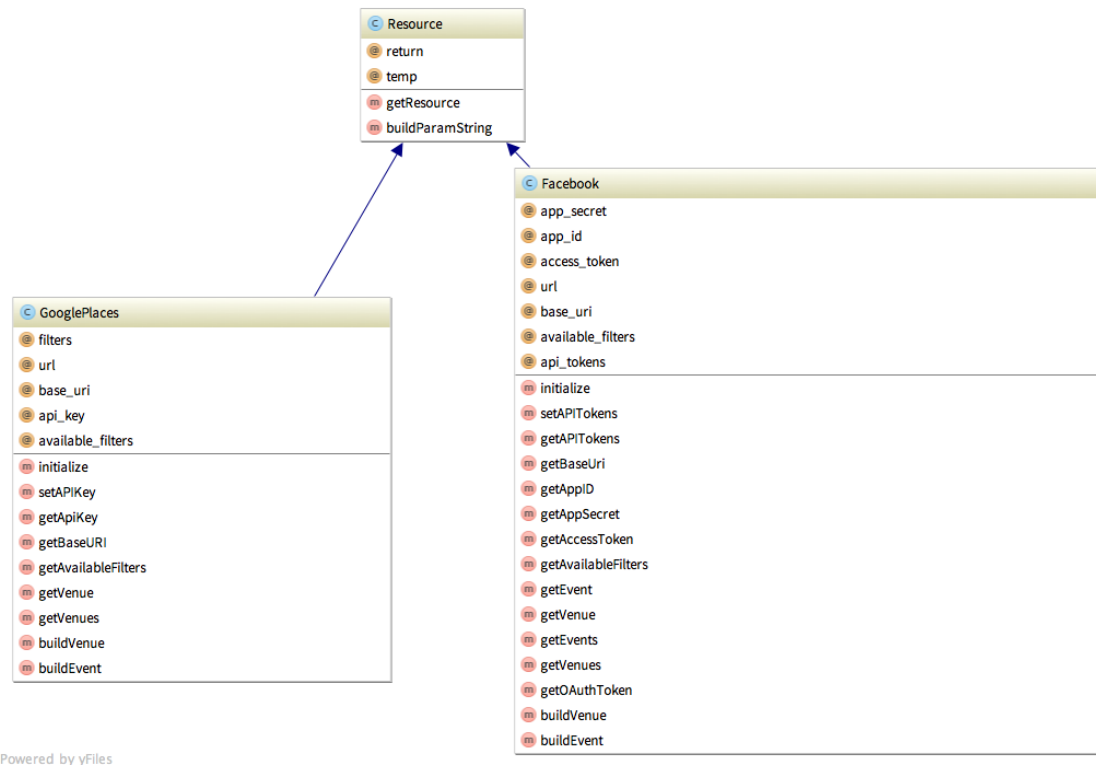 C Resource
@ return
@ temp
m getResource
m buildParamString
C Facebook
@ app_secret
@ app_id
@ access_token
@ url
@ base_uri
@ available_filters
@ api_tokens
m initialize
m setAPITokens
m getAPITokens
m getBaseUri
m getAppID
m getAppSecret
m getAccessToken
m getAvailableFilters
m getEvent
m getVenue
m getEvents
m getVenues
m getOAuthToken
m buildVenue
m buildEvent
C GooglePlaces
@ filters
@ url
@ base_uri
@ api_key
@ available_filters
m initialize
m setAPIKey
m getApiKey
m getBaseURI
m getAvailableFilters
m getVenue
m getVenues
m buildVenue
m buildEvent
Powered by yFiles